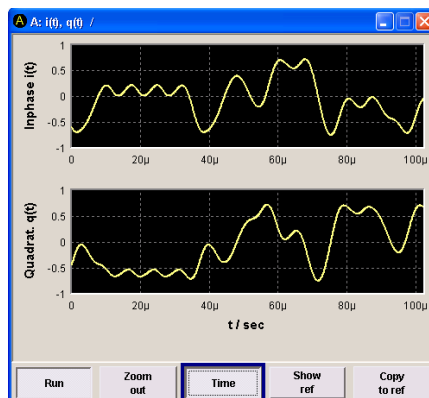 A A: i(t), q(t) /
Inphase i(t)
1
0.5
0
-0.5
-1
0 20µ 40µ 60µ 80µ 100µ
Quadrat. q(t)
1
0.5
0
-0.5
-1
0 20µ 40µ 60µ 80µ 100µ
t / sec
Run Zoom out Time Show ref Copy to ref